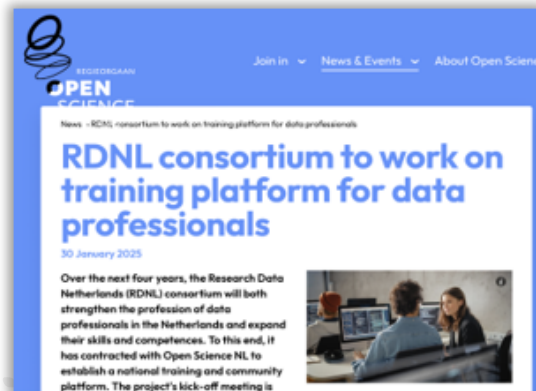 REGIEORGAAN
OPEN
SCIENCE
Join in
News & Events
About Open Scienc
News - RDNL consortium to work on training platform for data professionals
RDNL consortium to work on
training platform for data
professionals
30 January 2025
Over the next four years, the Research Data
Netherlands (RDNL) consortium will both
strengthen the profession of data
professionals in the Netherlands and expand
their skills and competences. To this end, it
has contracted with Open Science NL to
establish a national training and community
platform. The project's kick-off meeting is